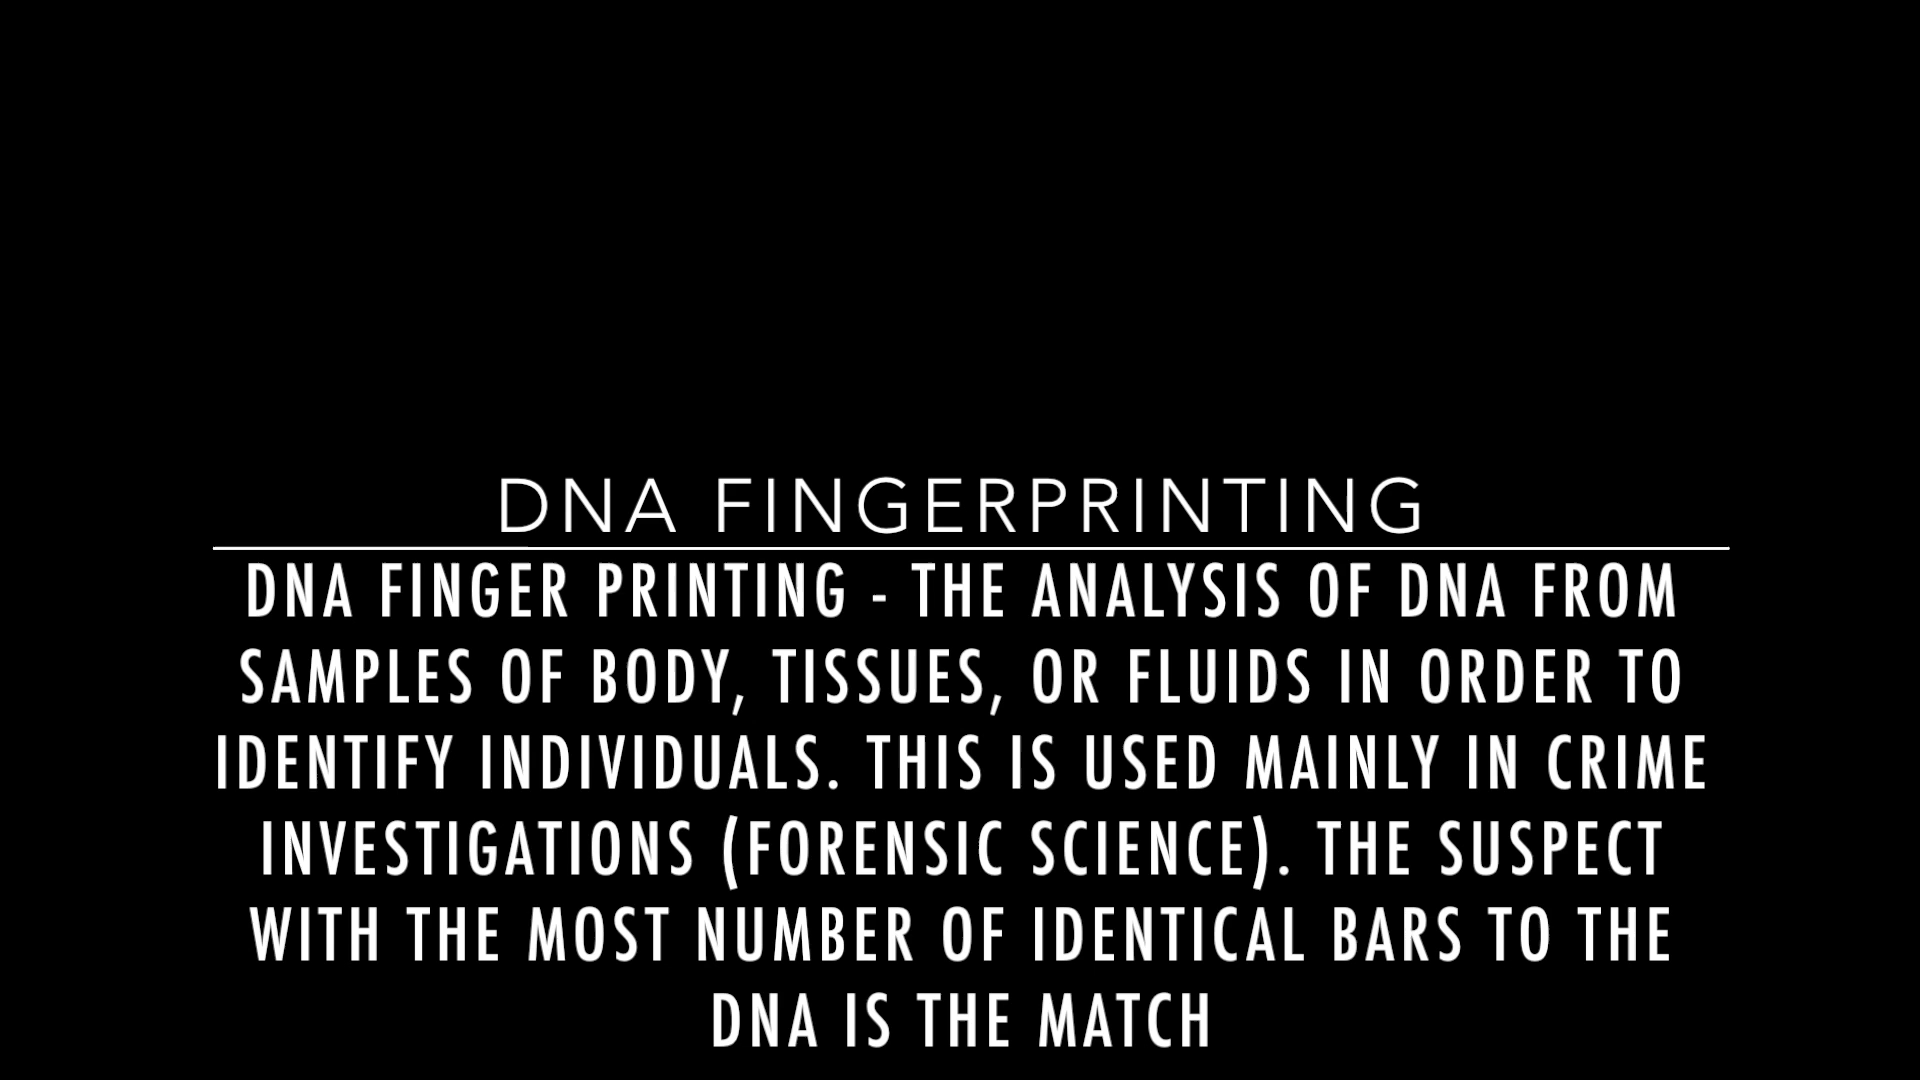 DNA FINGERPRINTING
DNA FINGER PRINTING - THE ANALYSIS OF DNA FROM
SAMPLES OF BODY, TISSUES, OR FLUIDS IN ORDER TO
IDENTIFY INDIVIDUALS. THIS IS USED MAINLY IN CRIME
INVESTIGATIONS (FORENSIC SCIENCE). THE SUSPECT
WITH THE MOST NUMBER OF IDENTICAL BARS TO THE
DNA IS THE MATCH